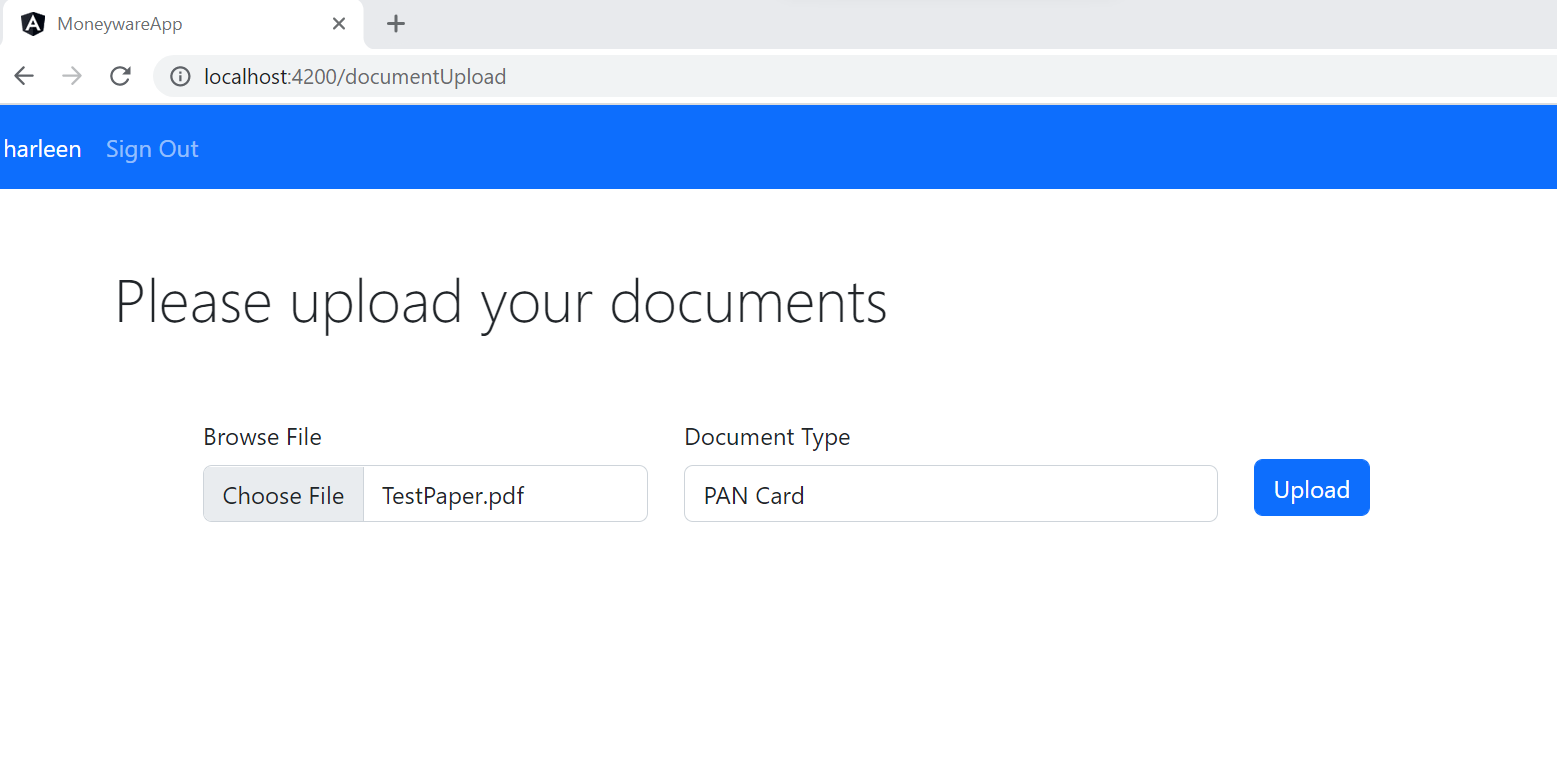 MoneywareApp
localhost:4200/documentUpload
harleen Sign Out
Please upload your documents
Browse File Document Type
Choose File TestPaper.pdf PAN Card Upload